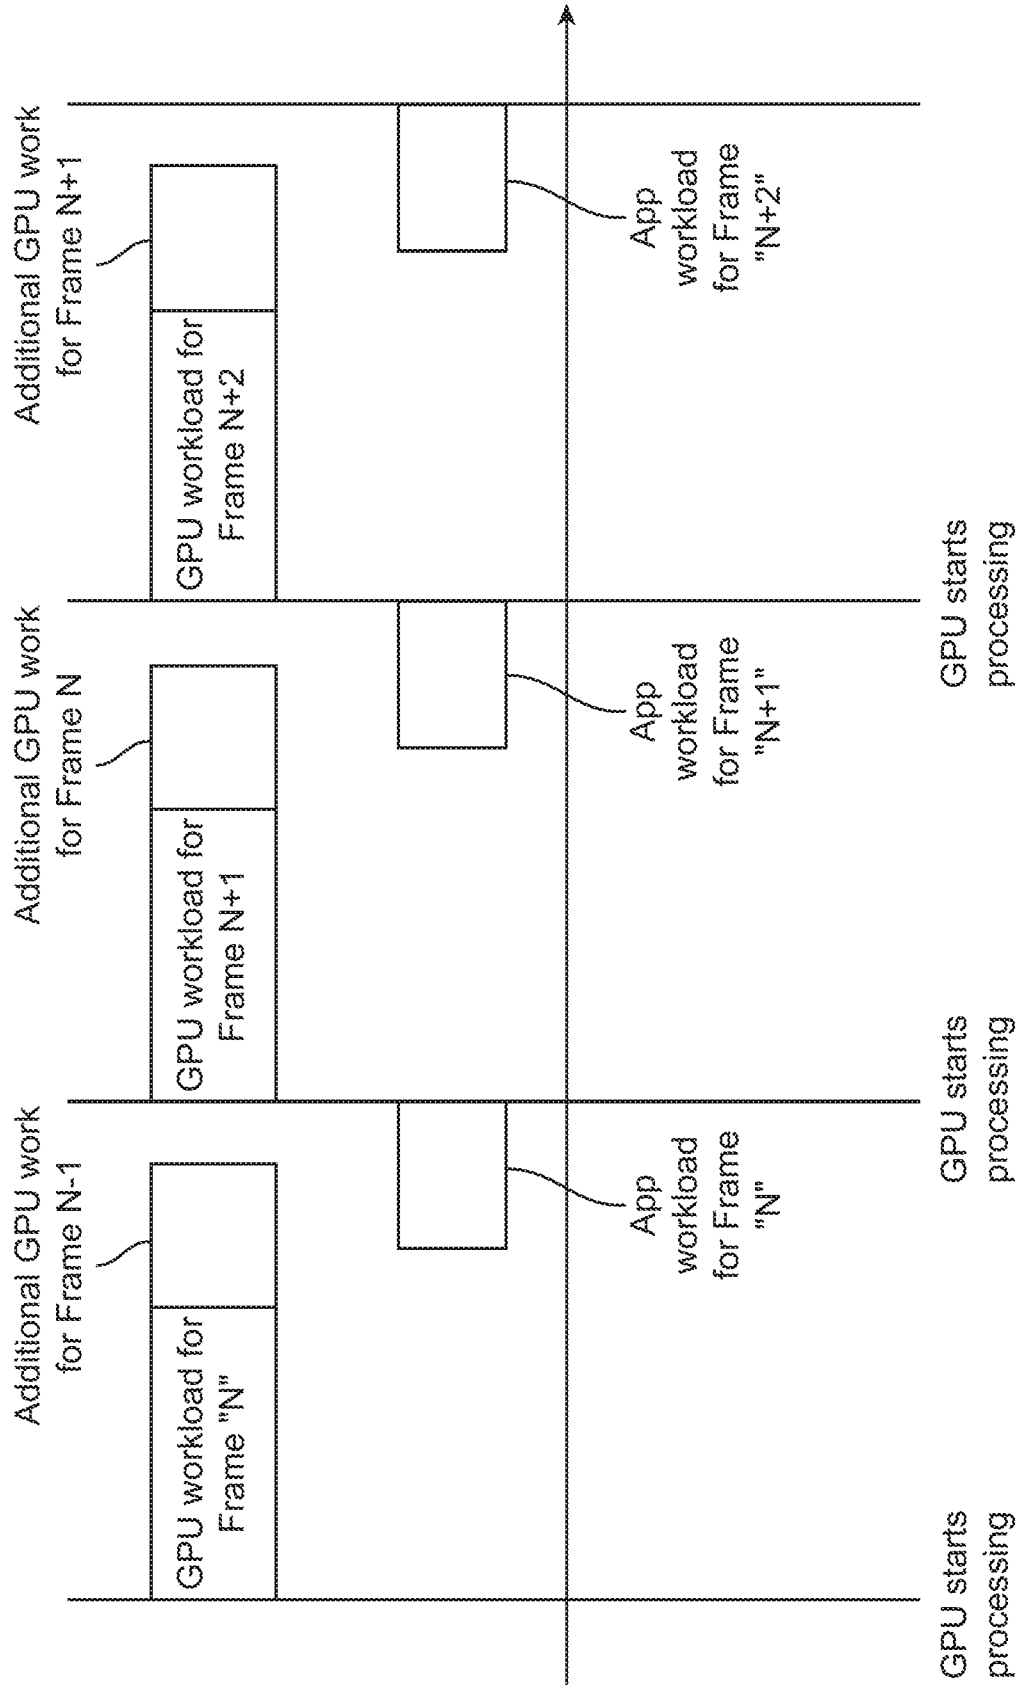 Additional GPU work
for Frame N-1
Additional GPU work
for Frame N
Additional GPU work
for Frame N+1
GPU workload for
Frame "N"
GPU workload for
Frame N+1
GPU workload for
Frame N+2
App
workload
for Frame
"N"
App
workload
for Frame
"N+1"
App
workload
for Frame
"N+2"
GPU starts
processing
GPU starts
processing
GPU starts
processing